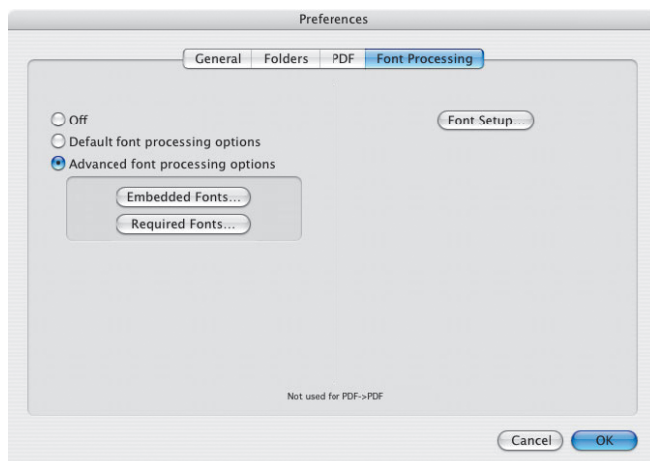 Preferences
General Folders PDF Font Processing
Off
Font Setup...
Default font processing options
Advanced font processing options
Embedded Fonts...
Required Fonts...
Not used for PDF->PDF
Cancel OK